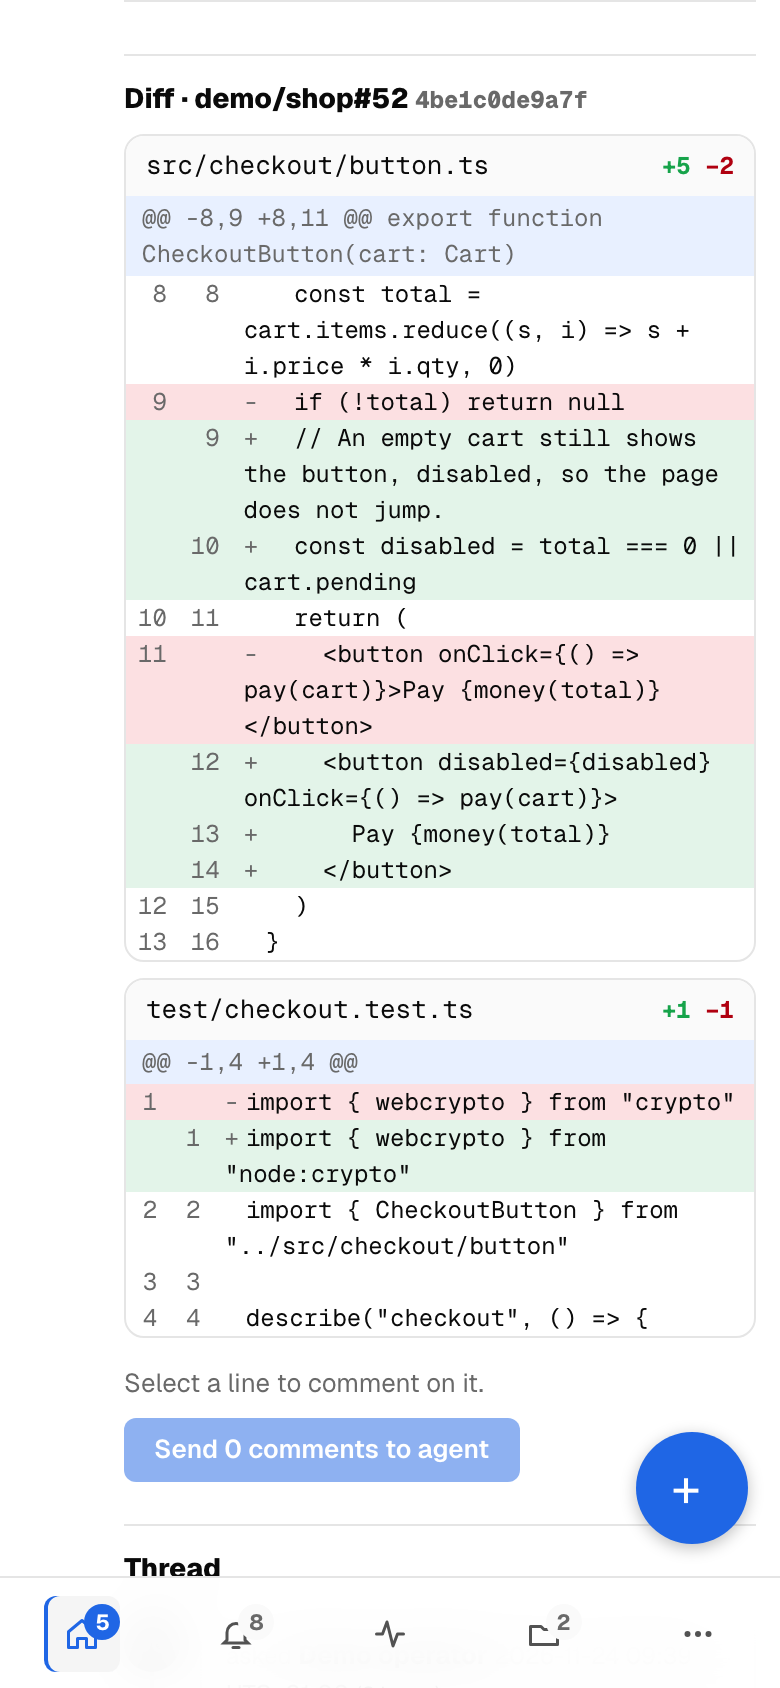 Diff · demo/shop#52 4be1c0de9a7f
src/checkout/button.ts +5 −2
@@ -8,9 +8,11 @@ export function
CheckoutButton(cart: Cart)
8 8 const total =
cart.items.reduce((s, i) => s +
i.price * i.qty, 0)
9 - if (!total) return null
9 + // An empty cart still shows
the button, disabled, so the page
does not jump.
10 + const disabled = total === 0 ||
cart.pending
10 11 return (
11 - <button onClick={() =>
pay(cart)}>Pay {money(total)}
</button>
12 + <button disabled={disabled}
onClick={() => pay(cart)}>
13 + Pay {money(total)}
14 + </button>
12 15 )
13 16 }
test/checkout.test.ts +1 −1
@@ -1,4 +1,4 @@
1 - import { webcrypto } from "crypto"
1 + import { webcrypto } from
"node:crypto"
2 2 import { CheckoutButton } from
"../src/checkout/button"
3 3
4 4 describe("checkout", () => {
Select a line to comment on it.
Send 0 comments to agent
+
Thread
5
8
2